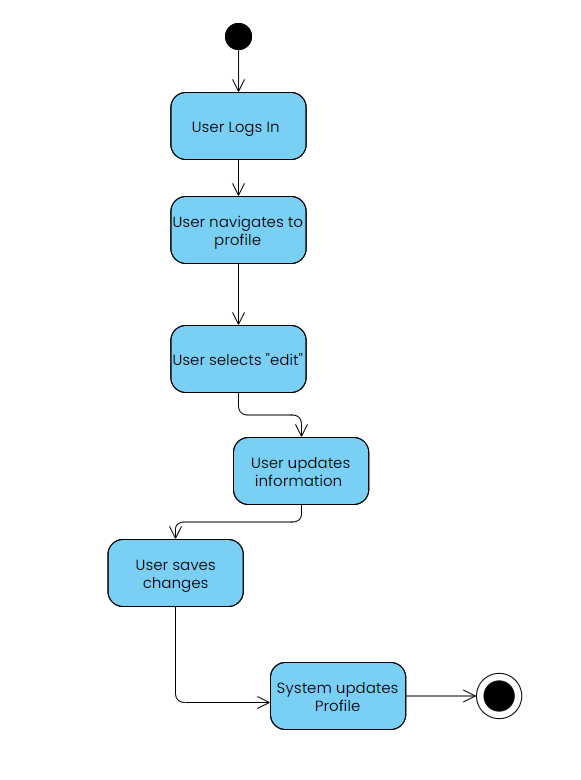 User Logs In
User navigates to
profile
User selects "edit"
User updates
information
User saves
changes
System updates
Profile